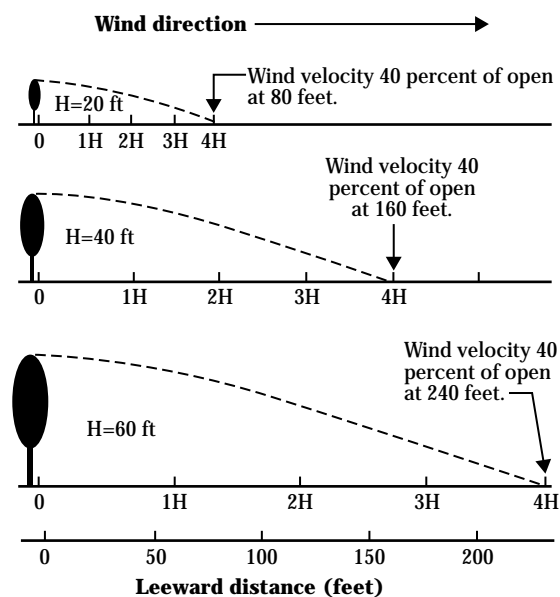 Wind direction
Wind velocity 40 percent of open
at 80 feet.
H=20 ft
0 1H 2H 3H 4H
Wind velocity 40
percent of open
at 160 feet.
H=40 ft
0 1H 2H 3H 4H
Wind velocity 40
percent of open
at 240 feet.
H=60 ft
0 1H 2H 3H 4H
0 50 100 150 200
Leeward distance (feet)